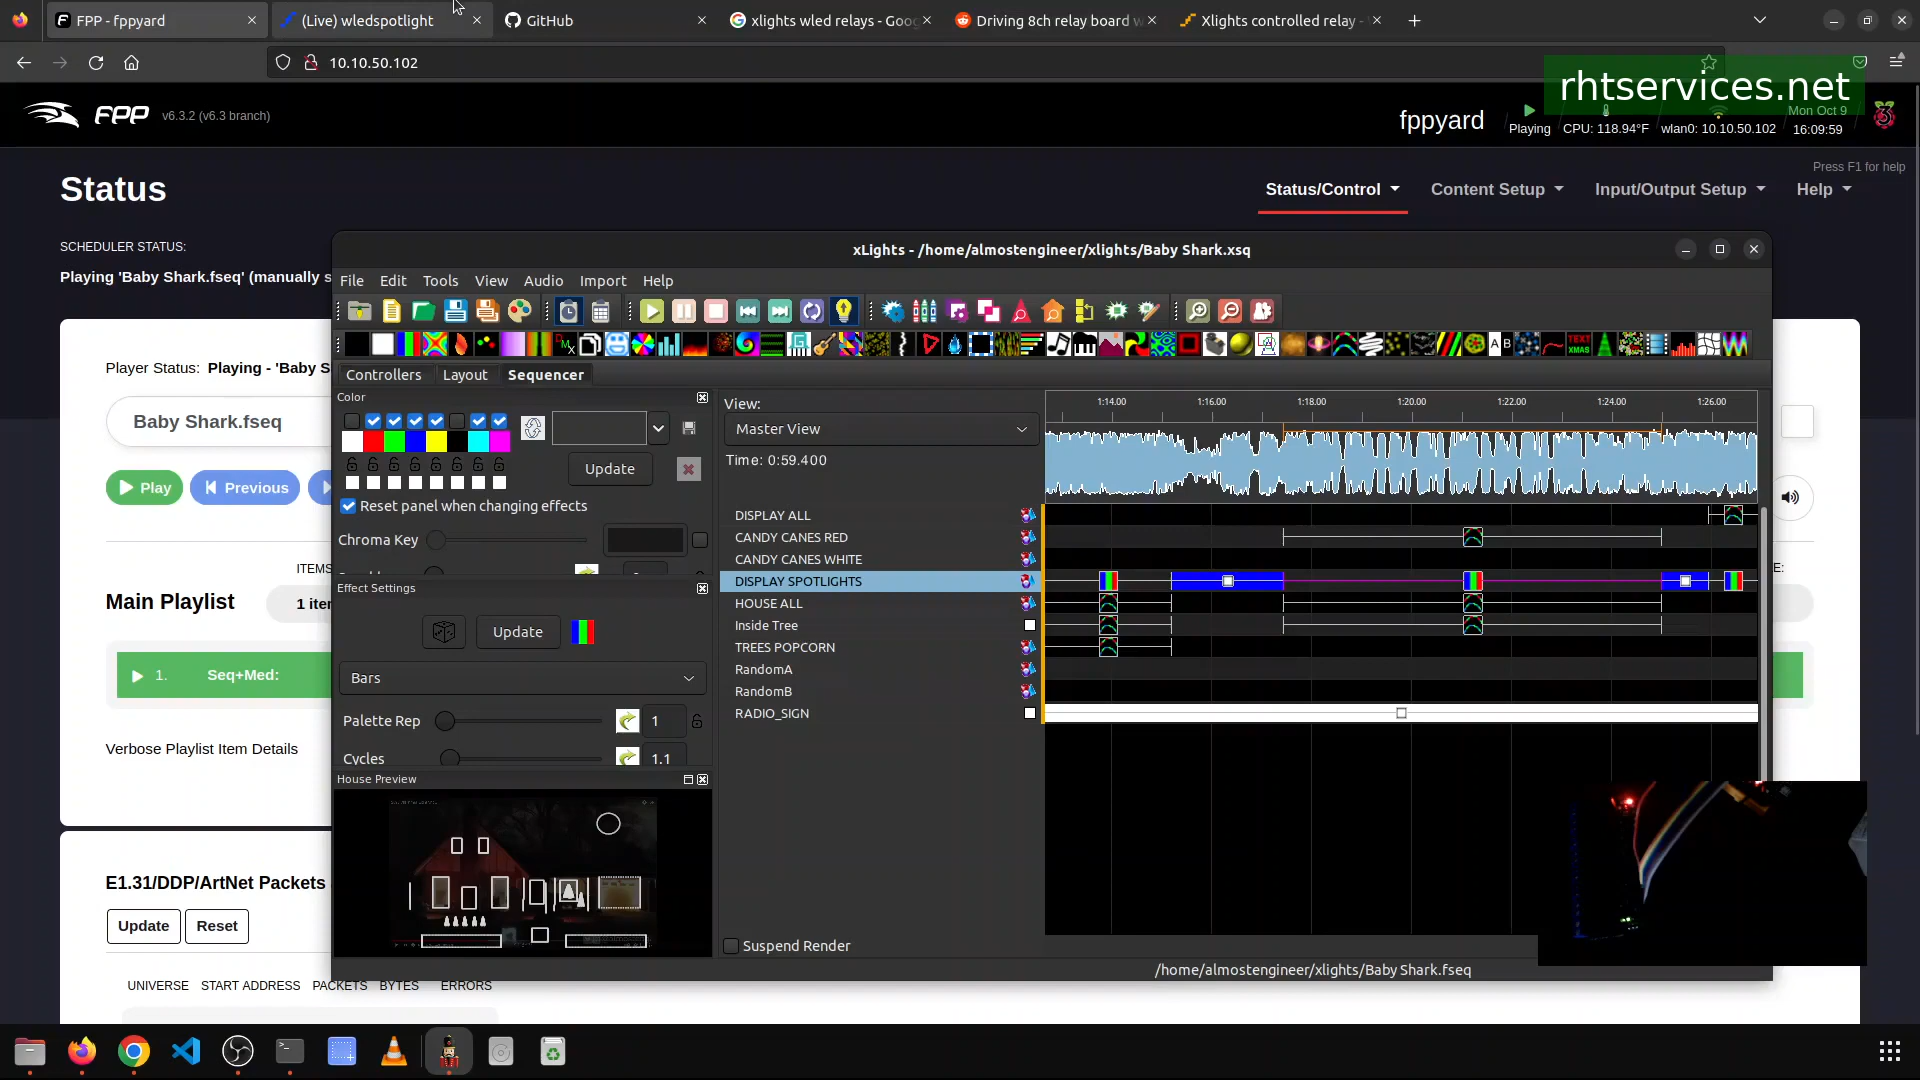 FPP - fppyard
(Live) wledspotlight
GitHub
xlights wled relays - Goo
Driving 8ch relay board w
Xlights controlled relay -
10.10.50.102
rhtservices.net
FPP
v6.3.2 (v6.3 branch)
fppyard
Playing
CPU: 118.94°F
wlan0: 10.10.50.102
Mon Oct 9
16:09:59
Press F1 for help
Status
Status/Control
Content Setup
Input/Output Setup
Help
SCHEDULER STATUS:
Playing 'Baby Shark.fseq' (manually s
xLights - /home/almostengineer/xlights/Baby Shark.xsq
File Edit Tools View Audio Import Help
Controllers Layout Sequencer
Player Status: Playing - 'Baby S
Baby Shark.fseq
Play
Previous
ITEMS
Main Playlist
1 iter
1. Seq+Med:
Verbose Playlist Item Details
E:
E1.31/DDP/ArtNet Packets
Update
Reset
UNIVERSE START ADDRESS PACKETS BYTES ERRORS
Color
Update
Reset panel when changing effects
Chroma Key
Effect Settings
Update
Bars
Palette Rep
1
Cycles
1.1
House Preview
View:
Master View
Time: 0:59.400
1:14.00 1:16.00 1:18.00 1:20.00 1:22.00 1:24.00 1:26.00
DISPLAY ALL
CANDY CANES RED
CANDY CANES WHITE
DISPLAY SPOTLIGHTS
HOUSE ALL
Inside Tree
TREES POPCORN
RandomA
RandomB
RADIO_SIGN
Suspend Render
/home/almostengineer/xlights/Baby Shark.fseq